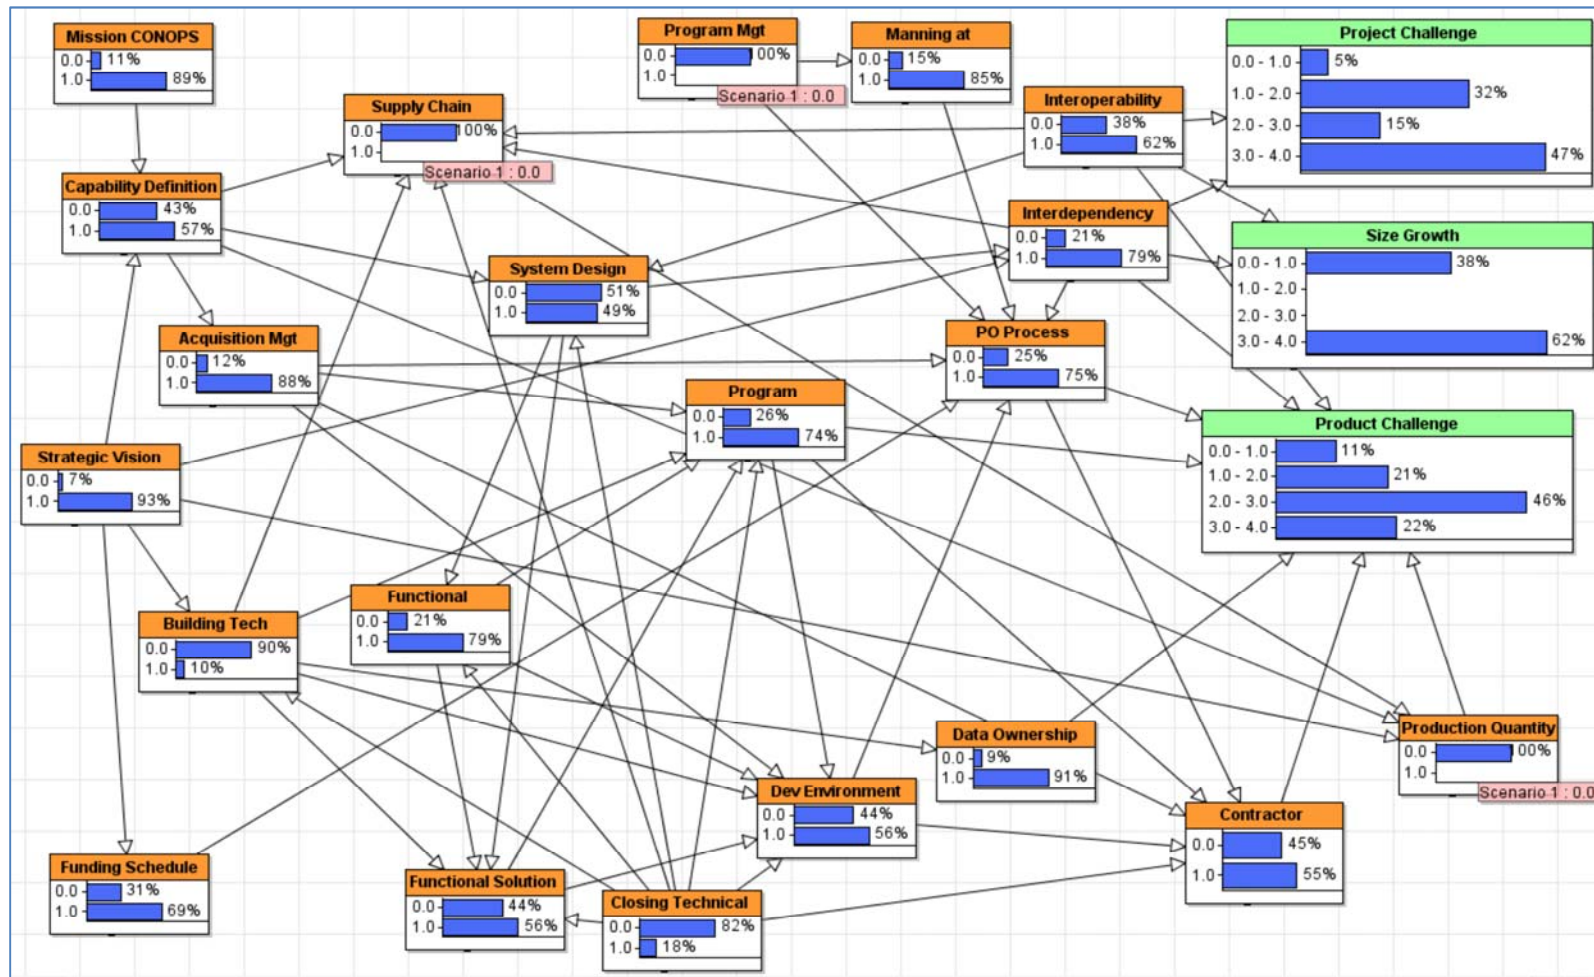 Mission CONOPS
0.0 11%
1.0 89%
Program Mgt
0.0 00%
1.0
Scenario 1 : 0.0
Manning at
0.0 15%
1.0 85%
Project Challenge
0.0 - 1.0 5%
1.0 - 2.0 32%
2.0 - 3.0 15%
3.0 - 4.0 47%
Supply Chain
0.0 100%
1.0
Scenario 1 : 0.0
Interoperability
0.0 38%
1.0 62%
Capability Definition
0.0 43%
1.0 57%
Interdependency
0.0 21%
1.0 79%
Size Growth
0.0 - 1.0 38%
1.0 - 2.0
2.0 - 3.0
3.0 - 4.0 62%
System Design
0.0 51%
1.0 49%
Acquisition Mgt
0.0 12%
1.0 88%
PO Process
0.0 25%
1.0 75%
Program
0.0 26%
1.0 74%
Product Challenge
0.0 - 1.0 11%
1.0 - 2.0 21%
2.0 - 3.0 46%
3.0 - 4.0 22%
Strategic Vision
0.0 7%
1.0 93%
Functional
0.0 21%
1.0 79%
Building Tech
0.0 90%
1.0 10%
Data Ownership
0.0 9%
1.0 91%
Production Quantity
0.0 00%
1.0
Scenario 1 : 0.0
Dev Environment
0.0 44%
1.0 56%
Contractor
0.0 45%
1.0 55%
Funding Schedule
0.0 31%
1.0 69%
Functional Solution
0.0 44%
1.0 56%
Closing Technical
0.0 82%
1.0 18%